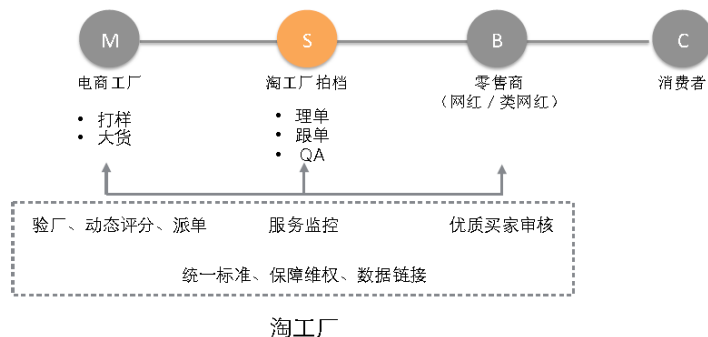 M S B C
电商工厂 淘工厂拍档 零售商 消费者
（网红／类网红）
• 打样
• 大货
• 理单
• 跟单
• QA
验厂、动态评分、派单 服务监控 优质买家审核
统一标准、保障维权、数据链接
淘工厂